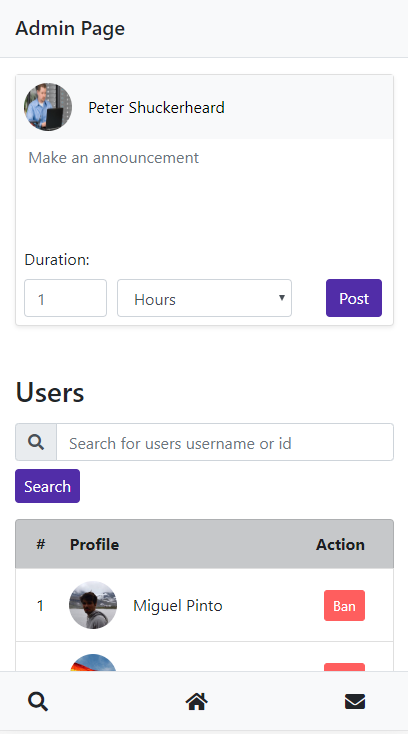 Admin Page
Peter Shuckerheard
Make an announcement
Duration:
1 Hours Post
Users
Search for users username or id
Search
# Profile Action
1 Miguel Pinto Ban